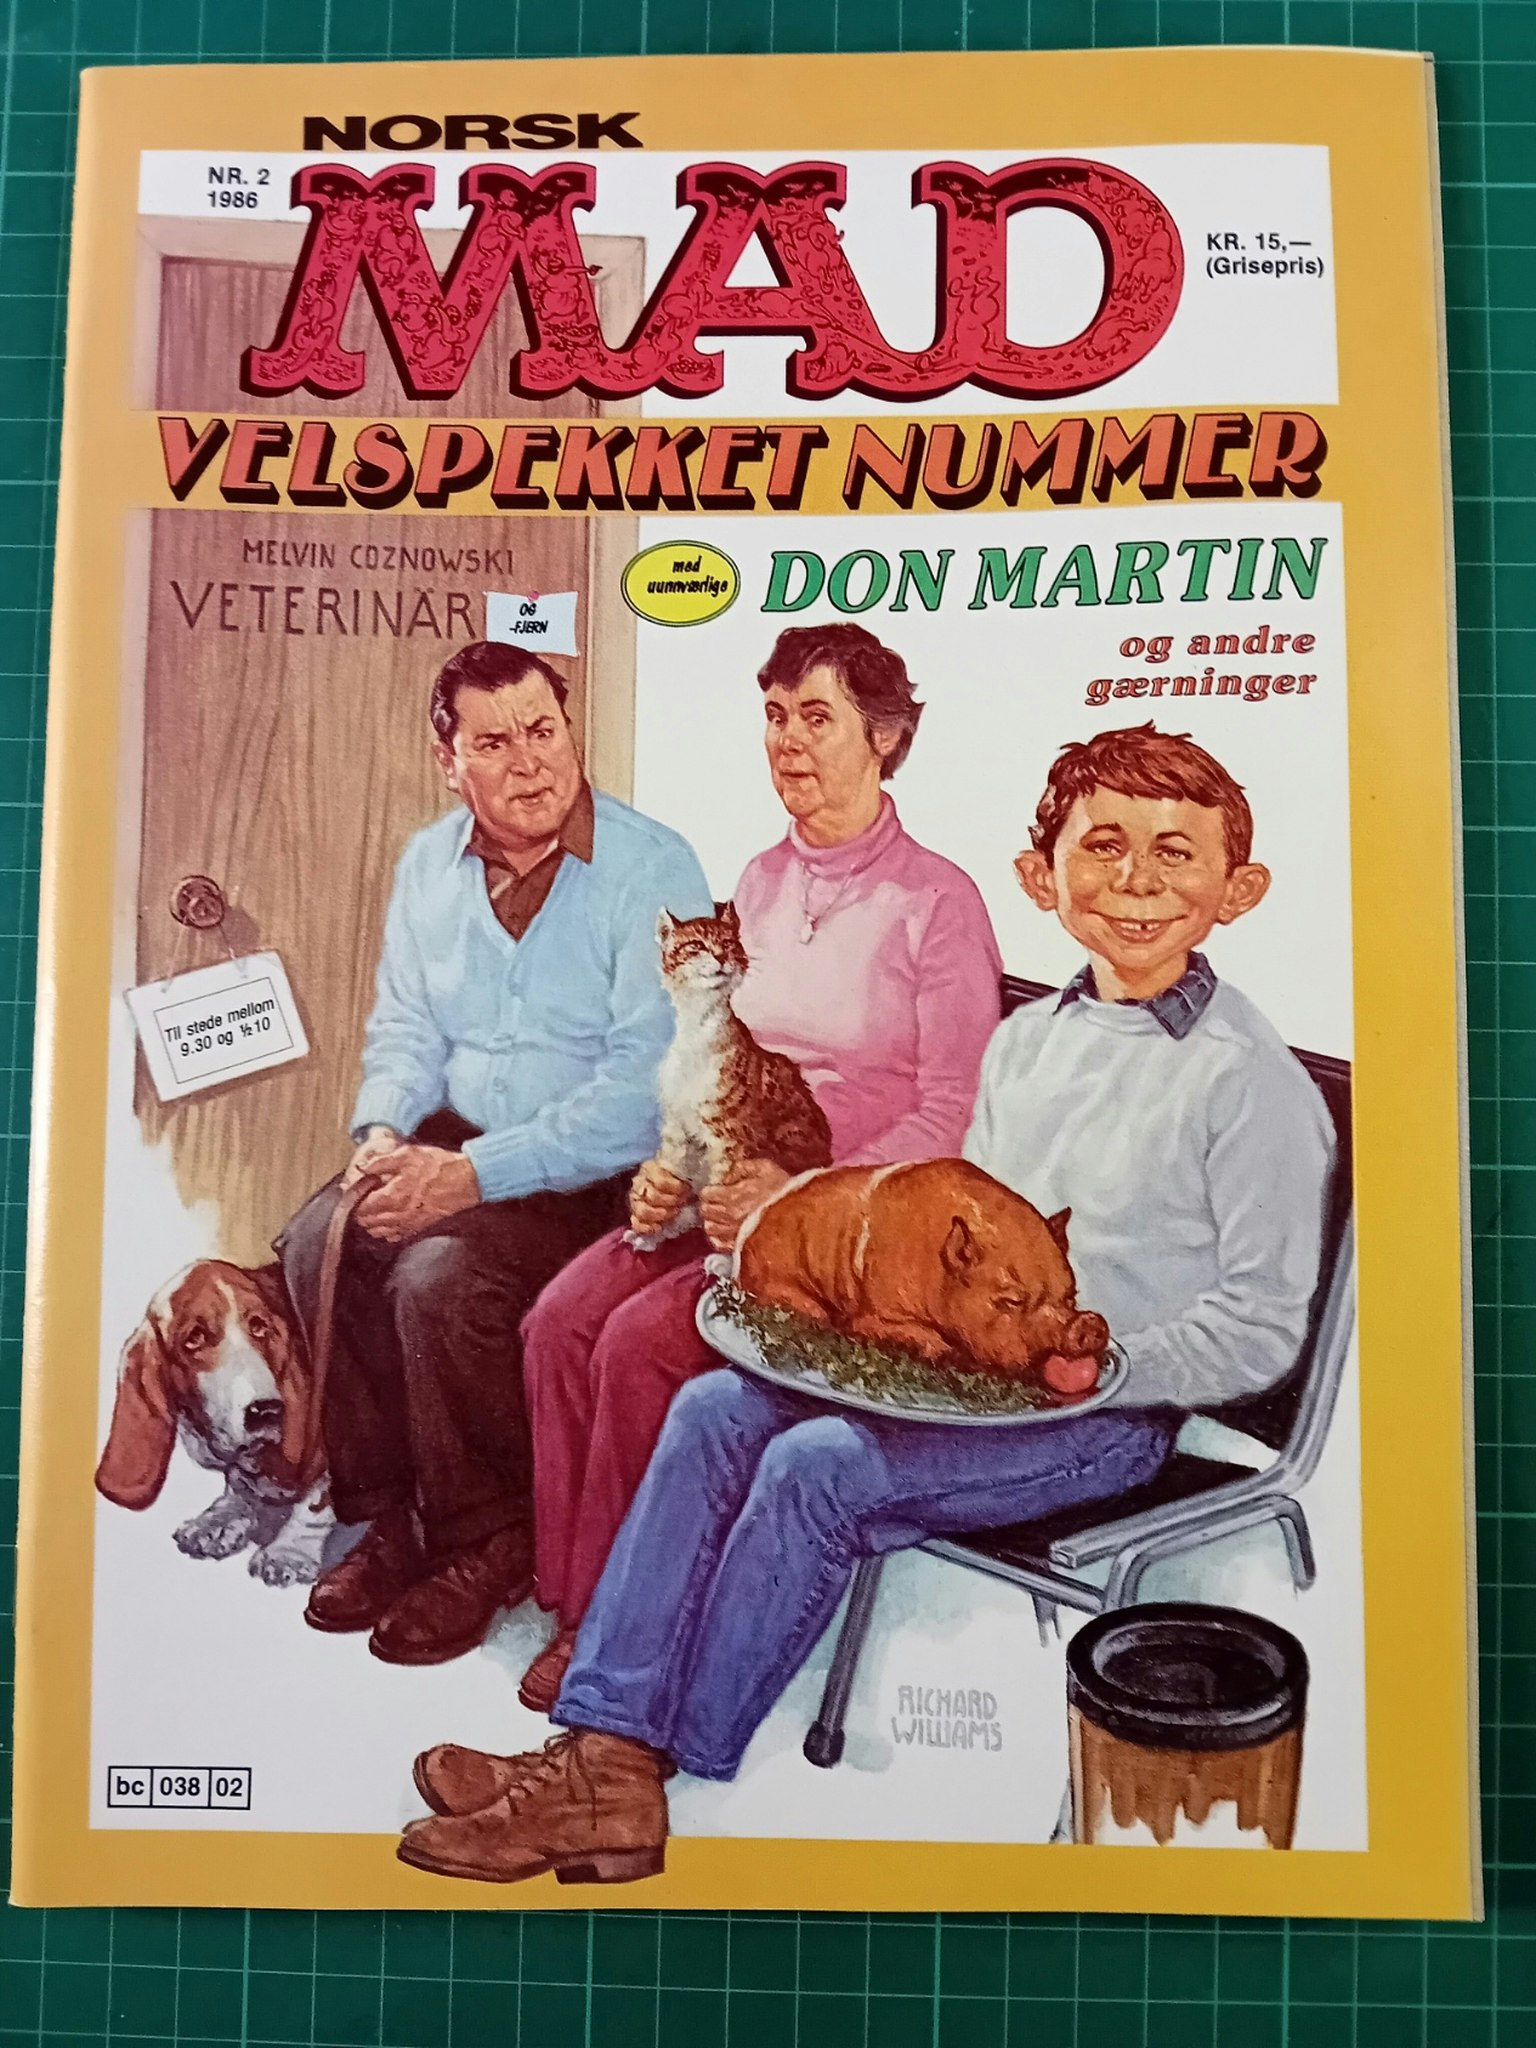 NORSK
NR. 2
1986
MAD
KR. 15,—
(Grisepris)
VELSPEKKET NUMMER
MELVIN COZNOWSKI
VETERINÄR
OG
-FJERN
med
uunnværlige
DON MARTIN
og andre
gærninger
Til stede mellom
9.30 og ½10
RICHARD
WILLIAMS
bc 038 02